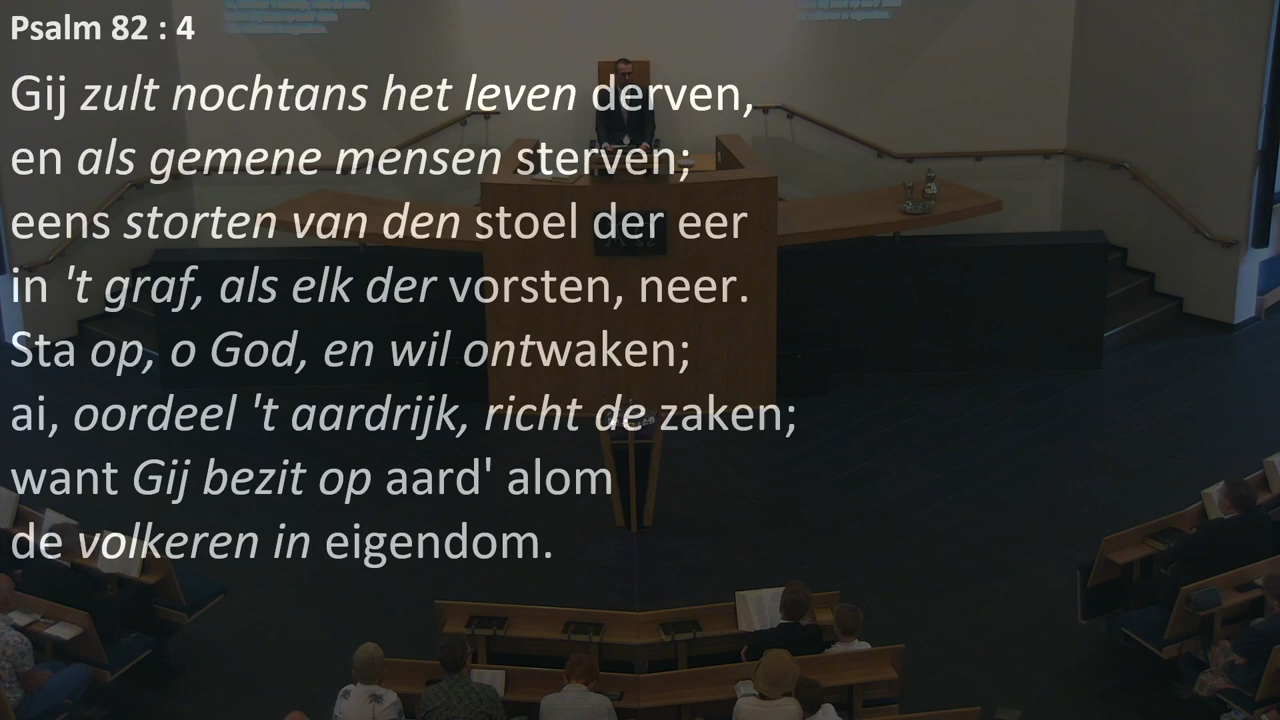 Psalm 82 : 4
Gij zult nochtans het leven derven,
en als gemene mensen sterven;
eens storten van den stoel der eer
in 't graf, als elk der vorsten, neer.
Sta op, o God, en wil ontwaken;
ai, oordeel 't aardrijk, richt de zaken;
want Gij bezit op aard' alom
de volkeren in eigendom.